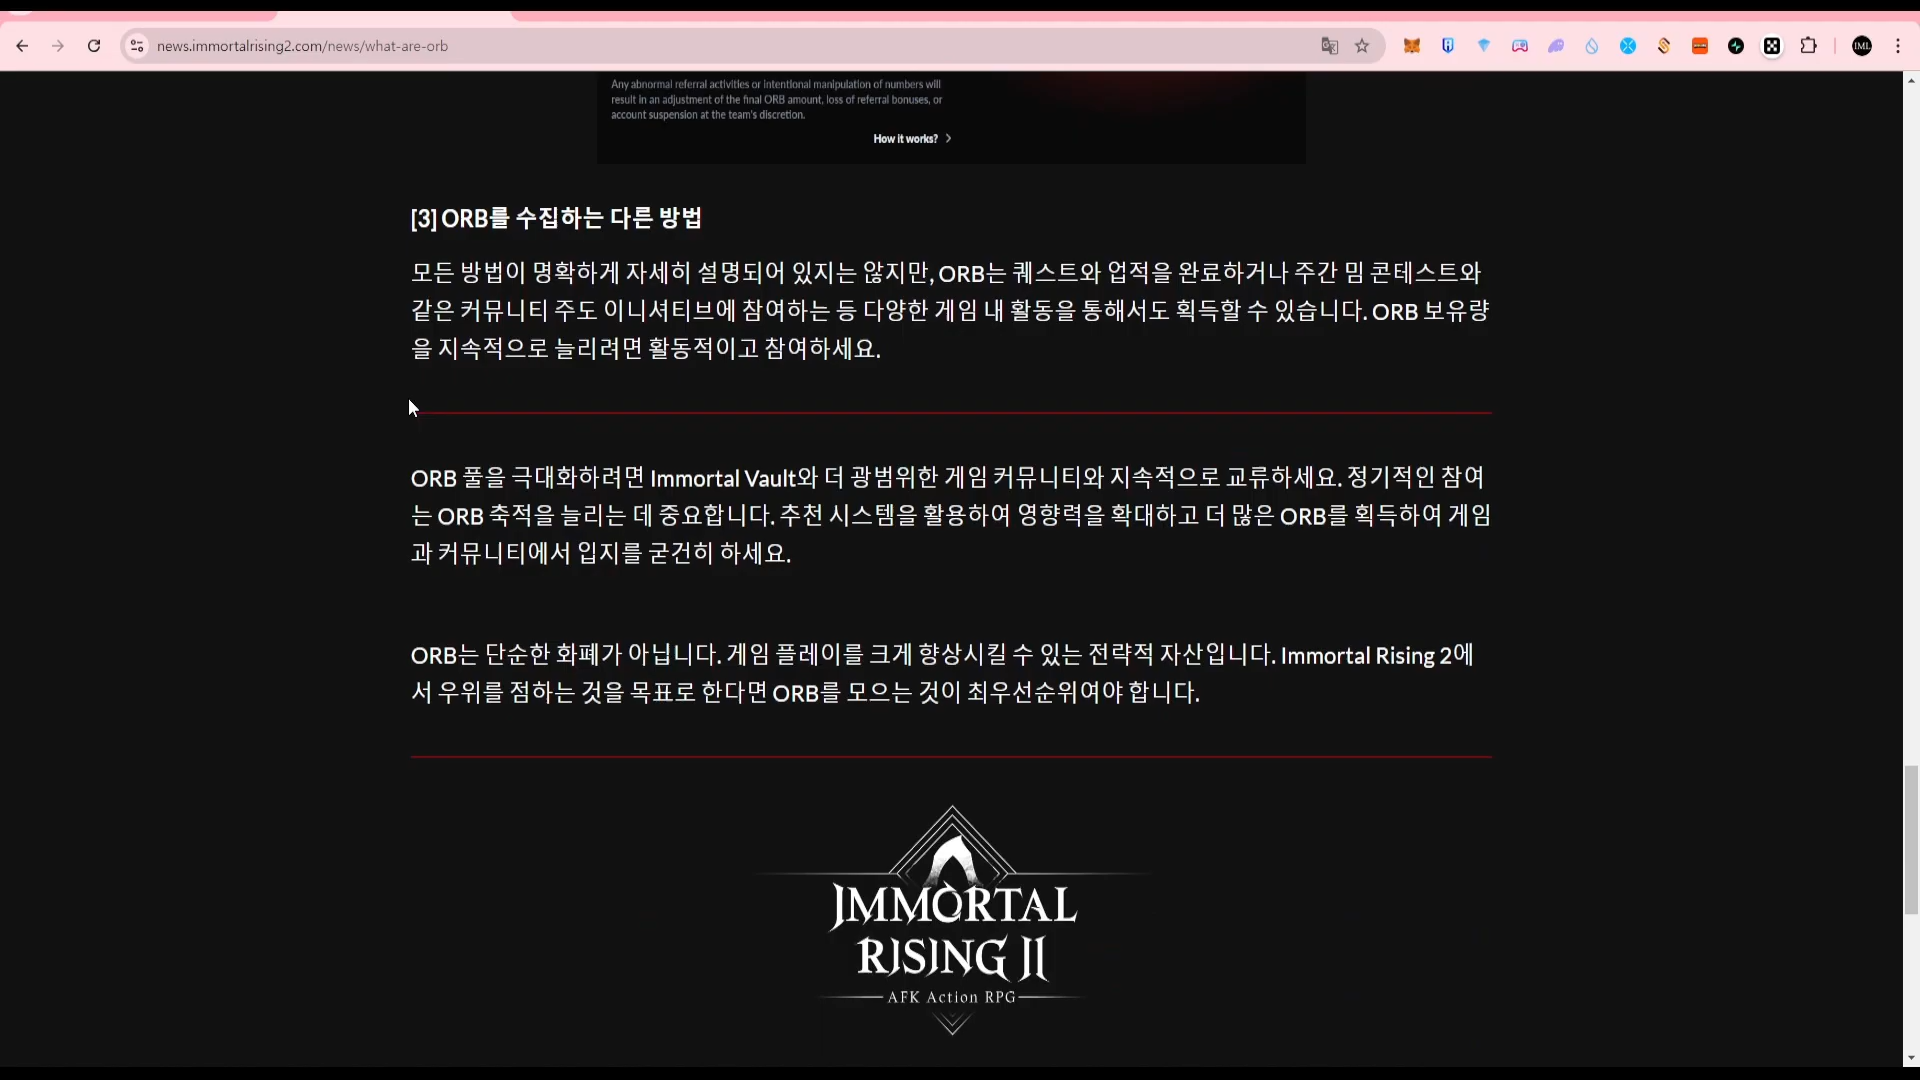 news.immortalrising2.com/news/what-are-orb
IML
Any abnormal referral activities or intentional manipulation of numbers will
result in an adjustment of the final ORB amount, loss of referral bonuses, or
account suspension at the team's discretion.
How it works?
[3] ORB를 수집하는 다른 방법
모든 방법이 명확하게 자세히 설명되어 있지는 않지만, ORB는 퀘스트와 업적을 완료하거나 주간 밈 콘테스트와
같은 커뮤니티 주도 이니셔티브에 참여하는 등 다양한 게임 내 활동을 통해서도 획득할 수 있습니다. ORB 보유량
을 지속적으로 늘리려면 활동적이고 참여하세요.
ORB 풀을 극대화하려면 Immortal Vault와 더 광범위한 게임 커뮤니티와 지속적으로 교류하세요. 정기적인 참여
는 ORB 축적을 늘리는 데 중요합니다. 추천 시스템을 활용하여 영향력을 확대하고 더 많은 ORB를 획득하여 게임
과 커뮤니티에서 입지를 굳건히 하세요.
ORB는 단순한 화폐가 아닙니다. 게임 플레이를 크게 향상시킬 수 있는 전략적 자산입니다. Immortal Rising 2에
서 우위를 점하는 것을 목표로 한다면 ORB를 모으는 것이 최우선순위여야 합니다.
IMMORTAL
RISING II
AFK Action RPG